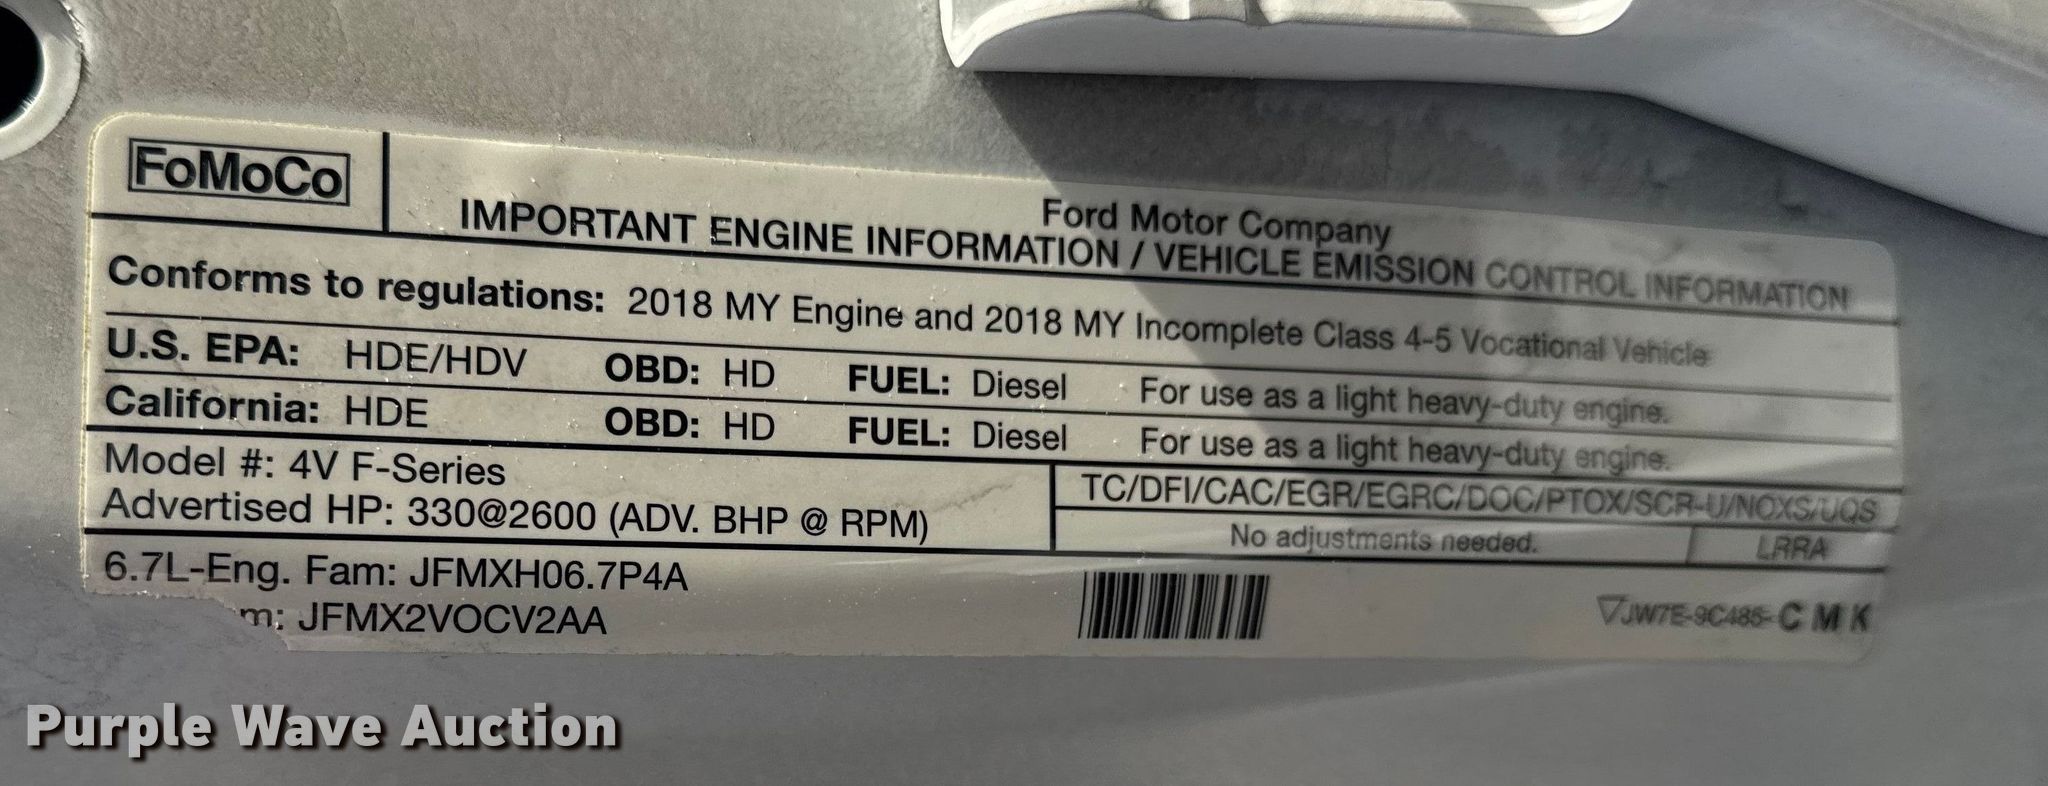 FoMoCo
Ford Motor Company
IMPORTANT ENGINE INFORMATION / VEHICLE EMISSION CONTROL INFORMATION
Conforms to regulations: 2018 MY Engine and 2018 MY Incomplete Class 4-5 Vocational Vehicle
U.S. EPA: HDE/HDV OBD: HD FUEL: Diesel For use as a light heavy-duty engine.
California: HDE OBD: HD FUEL: Diesel For use as a light heavy-duty engine.
Model #: 4V F-Series
Advertised HP: 330@2600 (ADV. BHP @ RPM)
TC/DFI/CAC/EGR/EGRC/DOC/PTOX/SCR-U/NOXS/UQS
No adjustments needed. LRRA
6.7L-Eng. Fam: JFMXH06.7P4A
m: JFMX2VOCV2AA
JW7E-9C485- C M K
Purple Wave Auction